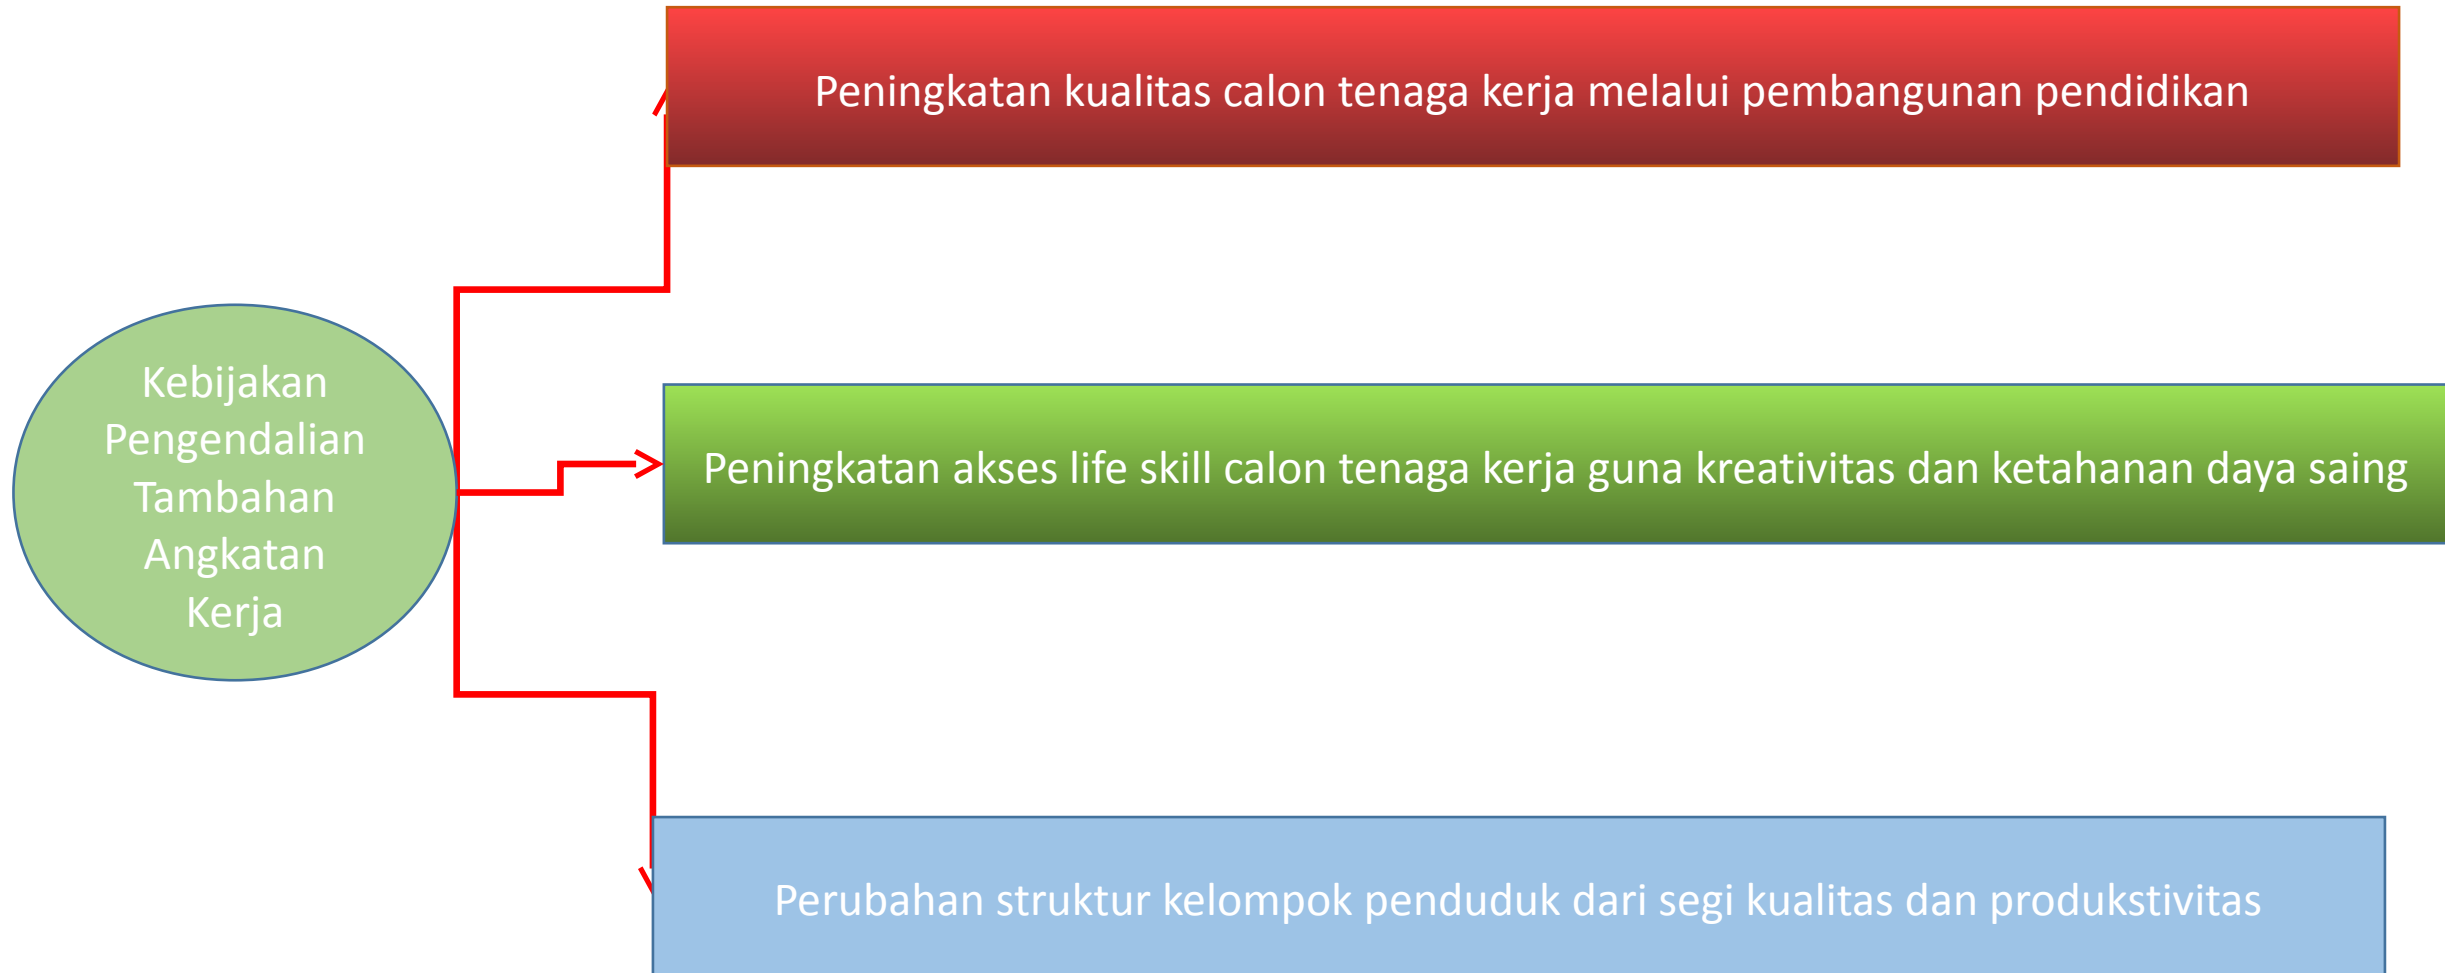 Peningkatan kualitas calon tenaga kerja melalui pembangunan pendidikan
Kebijakan
Pengendalian
Tambahan
Angkatan
Kerja
Peningkatan akses life skill calon tenaga kerja guna kreativitas dan ketahanan daya saing
Perubahan struktur kelompok penduduk dari segi kualitas dan produkstivitas